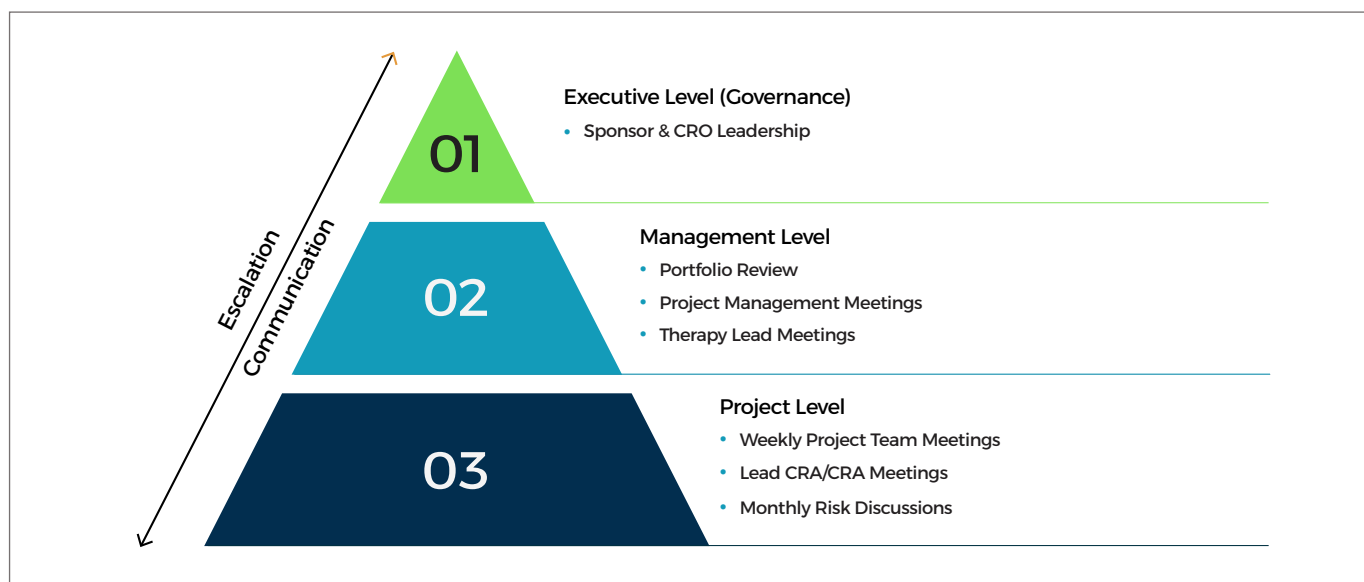 Escalation
Communication
01
Executive Level (Governance)
• Sponsor & CRO Leadership
02
Management Level
• Portfolio Review
• Project Management Meetings
• Therapy Lead Meetings
03
Project Level
• Weekly Project Team Meetings
• Lead CRA/CRA Meetings
• Monthly Risk Discussions